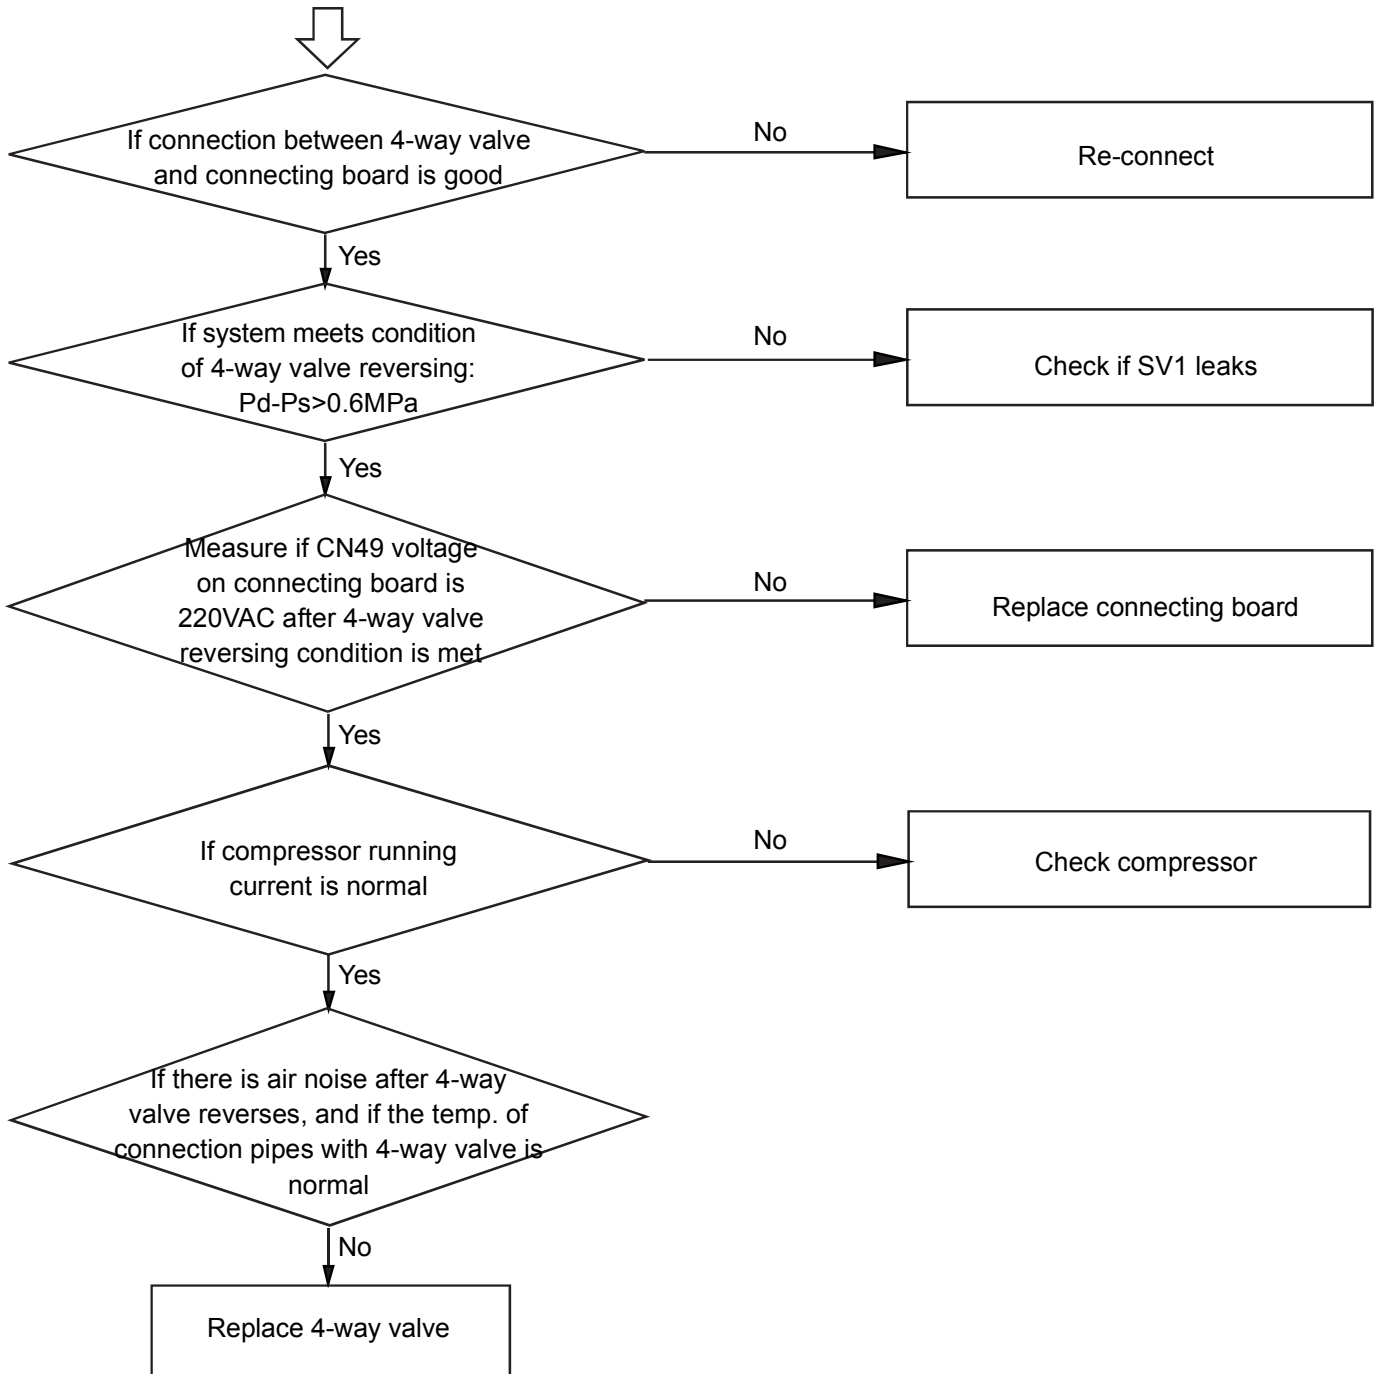 If connection between 4-way valve
and connecting board is good
No
Re-connect
Yes
If system meets condition
of 4-way valve reversing:
Pd-Ps>0.6MPa
No
Check if SV1 leaks
Yes
Measure if CN49 voltage
on connecting board is
220VAC after 4-way valve
reversing condition is met
No
Replace connecting board
Yes
If compressor running
current is normal
No
Check compressor
Yes
If there is air noise after 4-way
valve reverses, and if the temp. of
connection pipes with 4-way valve is
normal
No
Replace 4-way valve